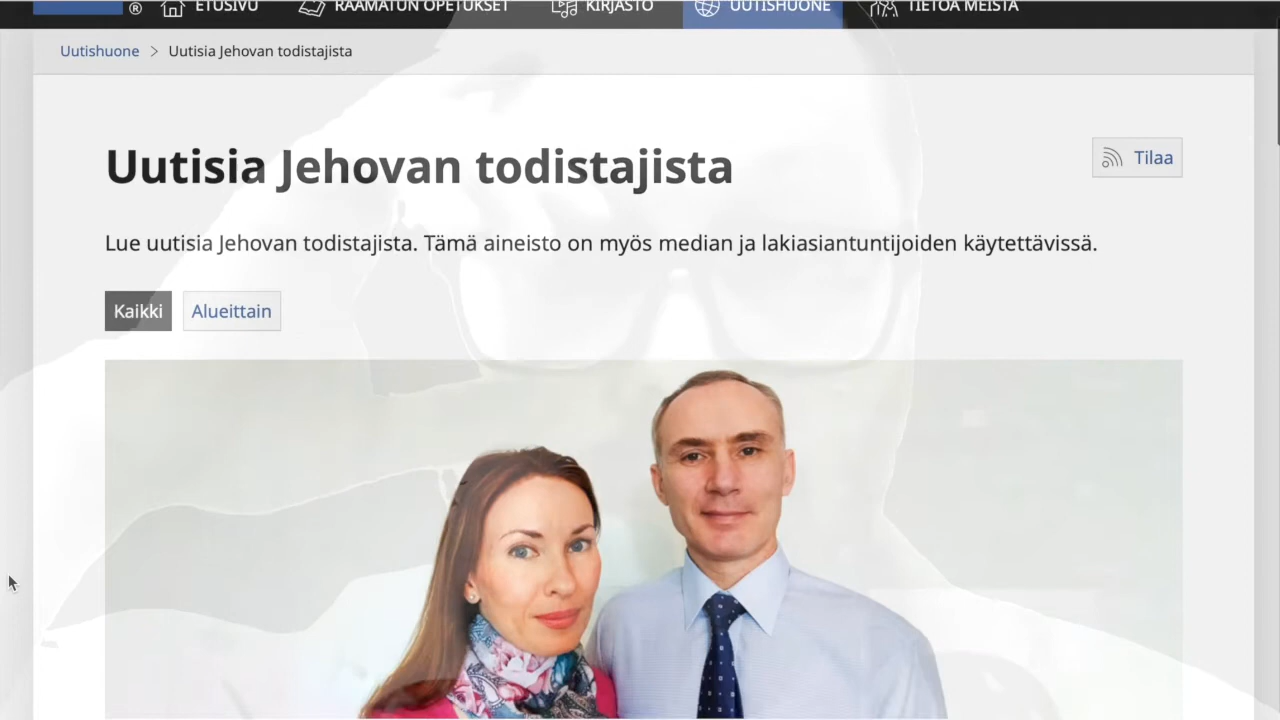 ® ETUSIVU RAAMATUN OPETUKSET KIRJASTO UUTISHUONE TIETOA MEISTÄ
Uutishuone > Uutisia Jehovan todistajista
Uutisia Jehovan todistajista
Tilaa
Lue uutisia Jehovan todistajista. Tämä aineisto on myös median ja lakiasiantuntijoiden käytettävissä.
Kaikki Alueittain